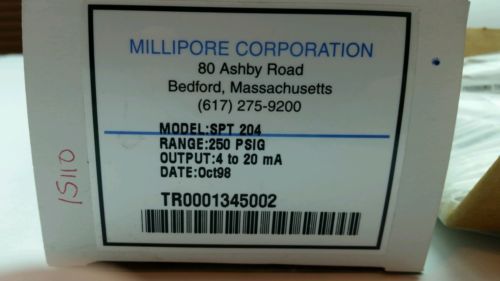 MILLIPORE CORPORATION
80 Ashby Road
Bedford, Massachusetts
(617) 275-9200
MODEL:SPT 204
RANGE:250 PSIG
OUTPUT:4 to 20 mA
DATE:Oct98
TR0001345002
15110